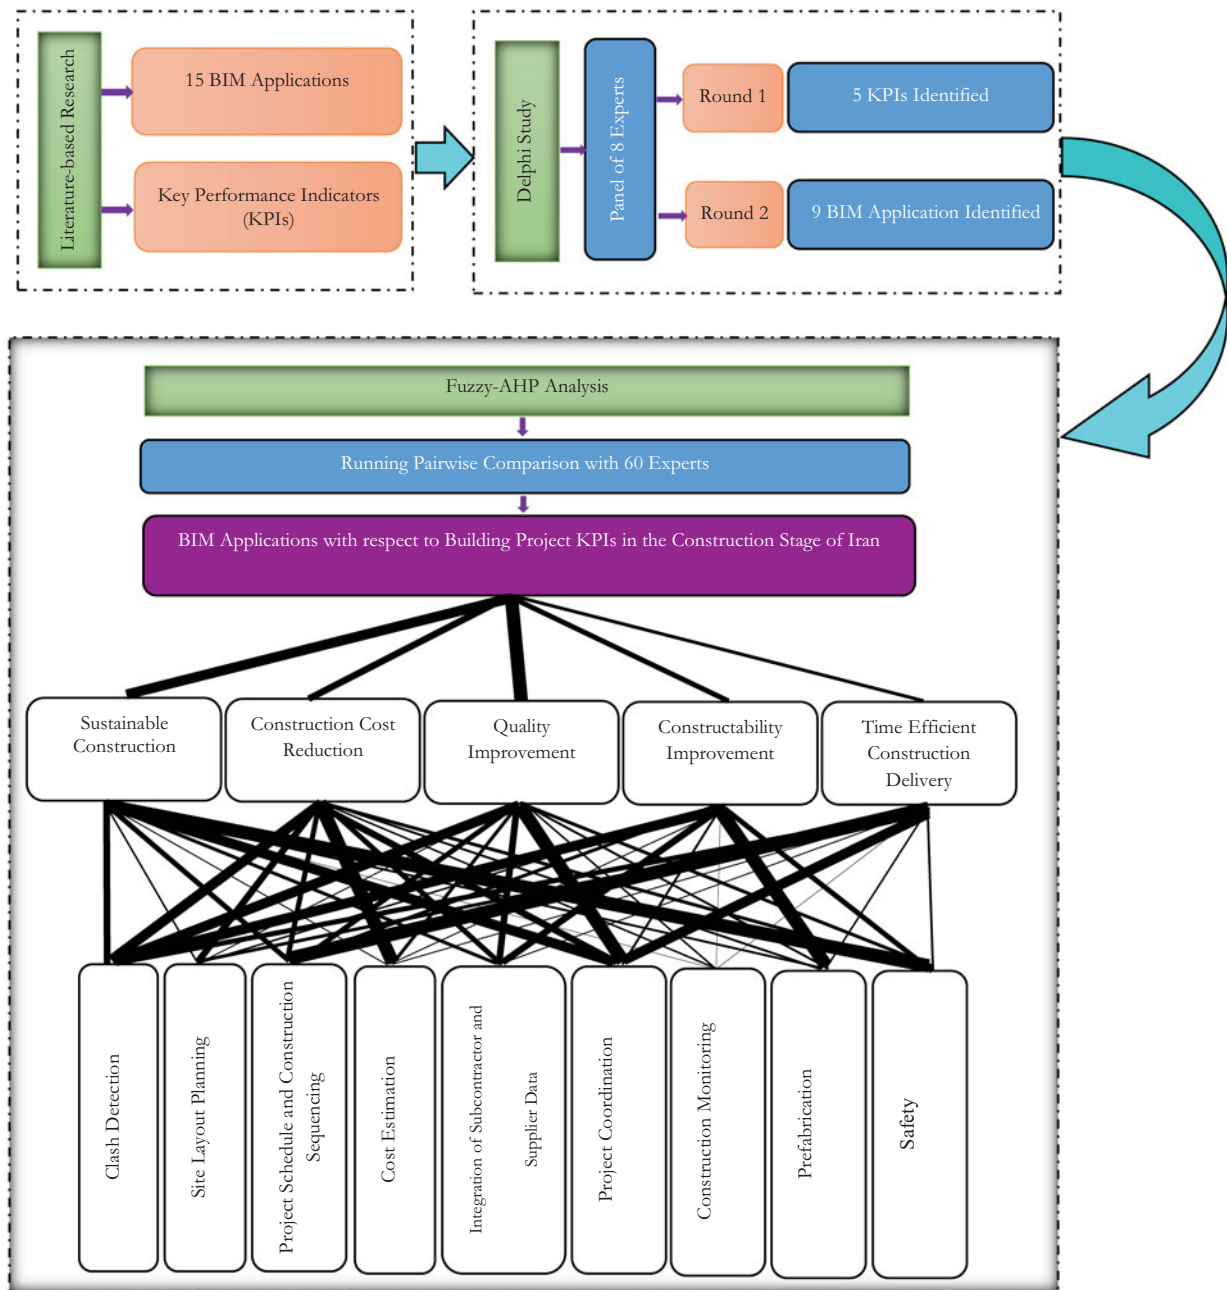 Literature-based Research
15 BIM Applications
Key Performance Indicators
(KPIs)
Delphi Study
Panel of 8 Experts
Round 1
5 KPIs Identified
Round 2
9 BIM Application Identified
Fuzzy-AHP Analysis
Running Pairwise Comparison with 60 Experts
BIM Applications with respect to Building Project KPIs in the Construction Stage of Iran
Sustainable
Construction
Construction Cost
Reduction
Quality
Improvement
Constructability
Improvement
Time Efficient
Construction
Delivery
Clash Detection
Site Layout Planning
Project Schedule and Construction
Sequencing
Cost Estimation
Integration of Subcontractor and
Supplier Data
Project Coordination
Construction Monitoring
Prefabrication
Safety